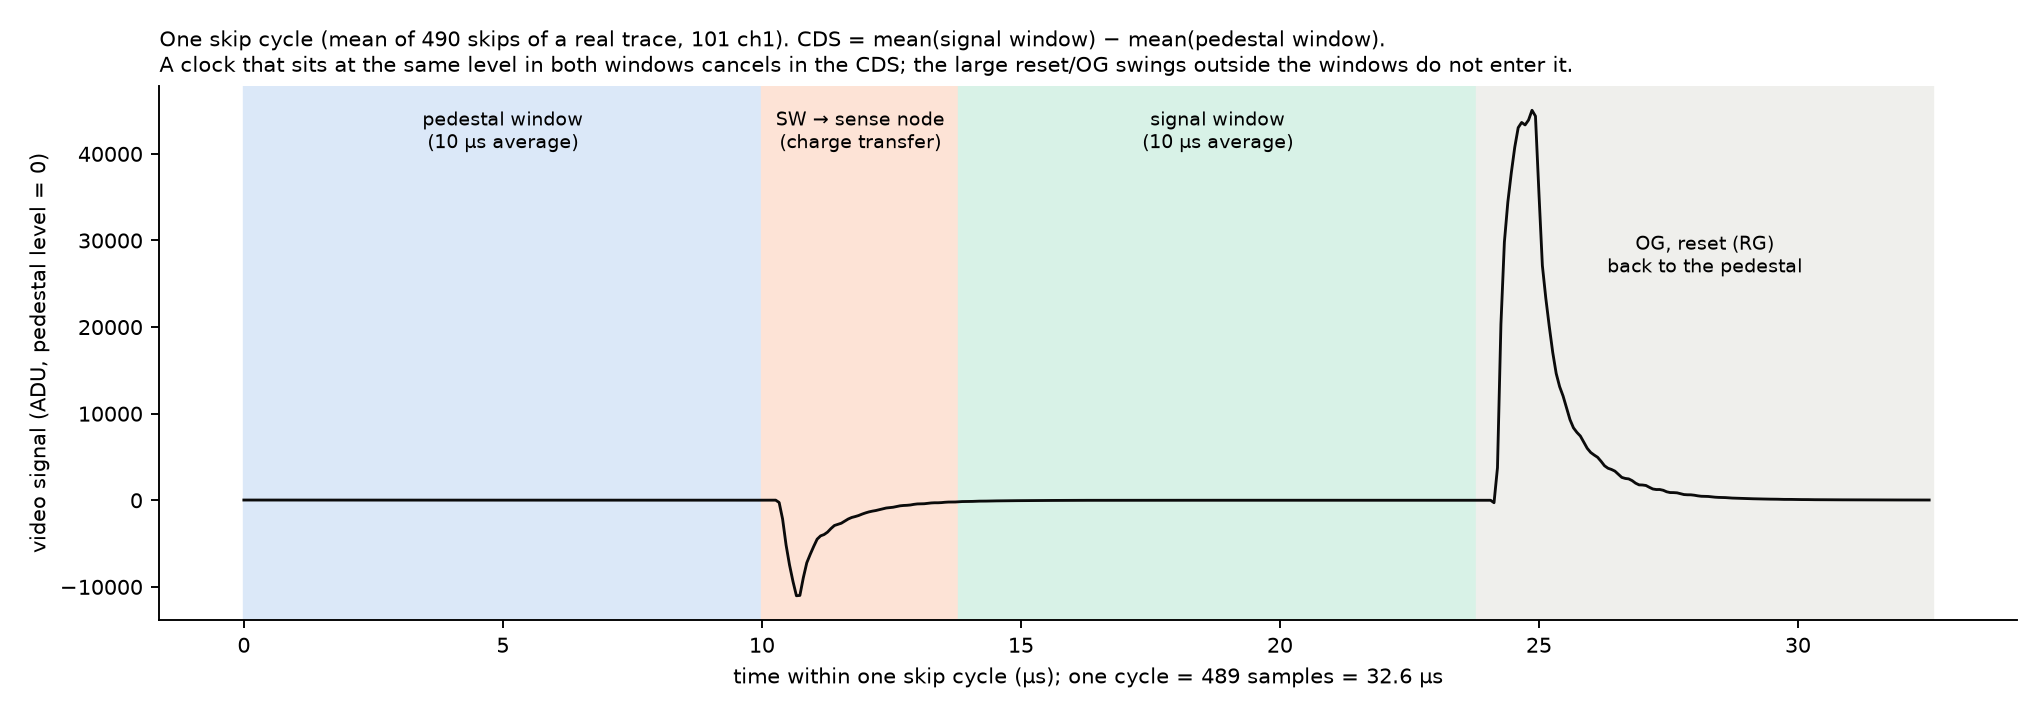 One skip cycle (mean of 490 skips of a real trace, 101 ch1). CDS = mean(signal window) − mean(pedestal window).
A clock that sits at the same level in both windows cancels in the CDS; the large reset/OG swings outside the windows do not enter it.
pedestal window
(10 µs average)
SW → sense node
(charge transfer)
signal window
(10 µs average)
OG, reset (RG)
back to the pedestal
video signal (ADU, pedestal level = 0)
40000
30000
20000
10000
0
−10000
0
5
10
15
20
25
30
time within one skip cycle (µs); one cycle = 489 samples = 32.6 µs